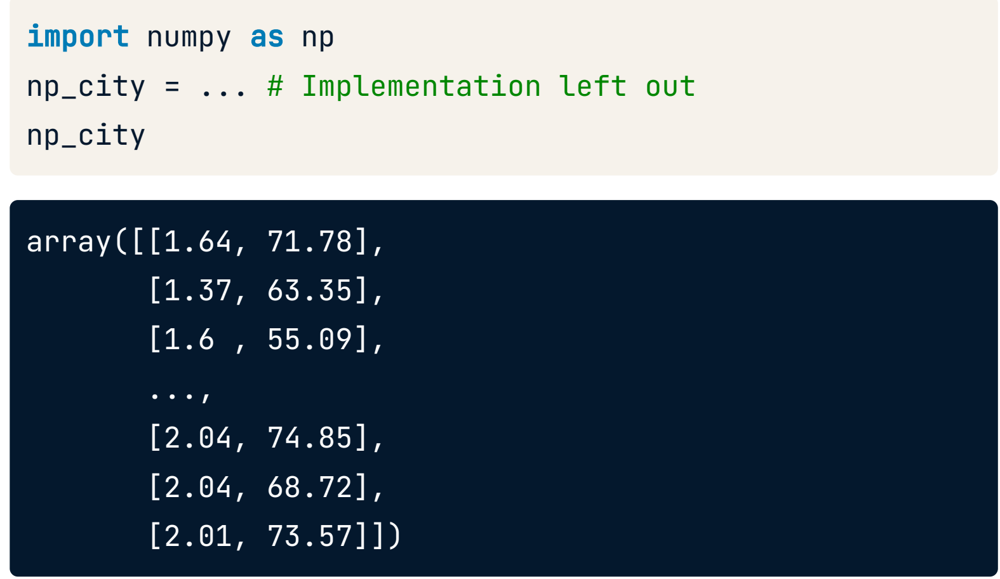 import numpy as np
np_city = ... # Implementation left out
np_city
array([[1.64, 71.78],
       [1.37, 63.35],
       [1.6 , 55.09],
       ...,
       [2.04, 74.85],
       [2.04, 68.72],
       [2.01, 73.57]])